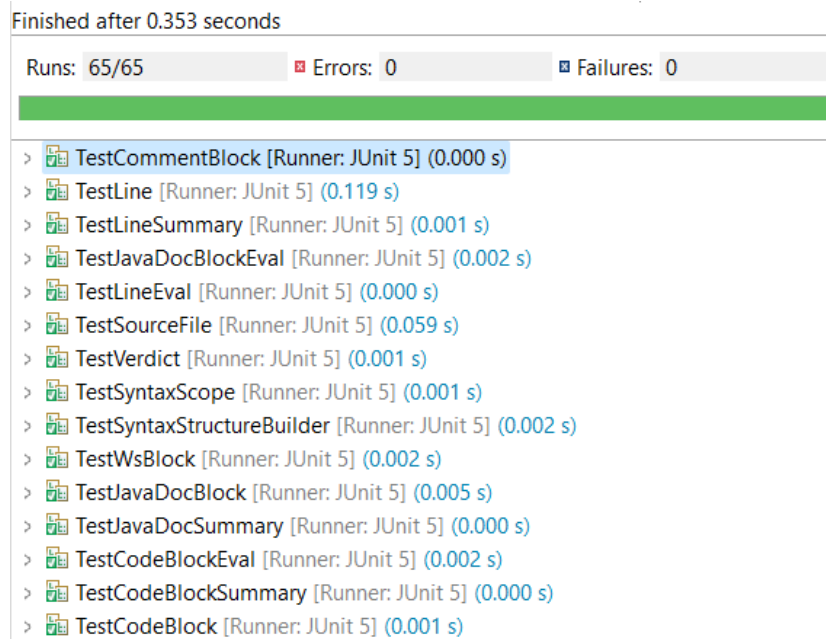 Finished after 0.353 seconds
Runs: 65/65 Errors: 0 Failures: 0
TestCommentBlock [Runner: JUnit 5] (0.000 s)
TestLine [Runner: JUnit 5] (0.119 s)
TestLineSummary [Runner: JUnit 5] (0.001 s)
TestJavaDocBlockEval [Runner: JUnit 5] (0.002 s)
TestLineEval [Runner: JUnit 5] (0.000 s)
TestSourceFile [Runner: JUnit 5] (0.059 s)
TestVerdict [Runner: JUnit 5] (0.001 s)
TestSyntaxScope [Runner: JUnit 5] (0.001 s)
TestSyntaxStructureBuilder [Runner: JUnit 5] (0.002 s)
TestWsBlock [Runner: JUnit 5] (0.002 s)
TestJavaDocBlock [Runner: JUnit 5] (0.005 s)
TestJavaDocSummary [Runner: JUnit 5] (0.000 s)
TestCodeBlockEval [Runner: JUnit 5] (0.002 s)
TestCodeBlockSummary [Runner: JUnit 5] (0.000 s)
TestCodeBlock [Runner: JUnit 5] (0.001 s)